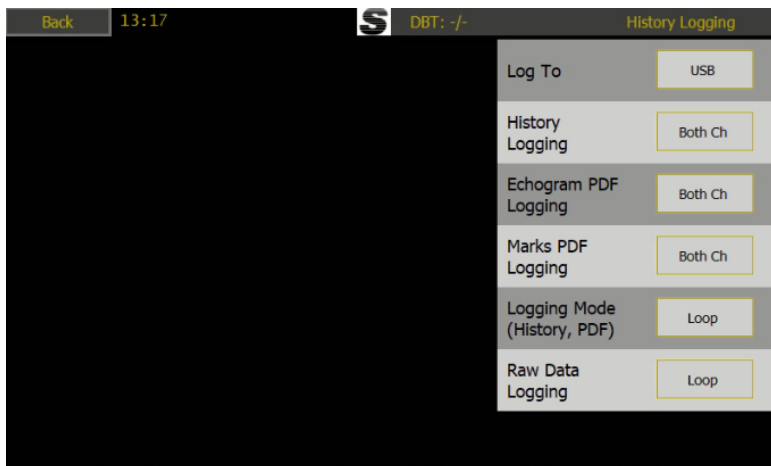 Back 13:17 S DBT: -/- History Logging
Log To USB
History
Logging Both Ch
Echogram PDF
Logging Both Ch
Marks PDF
Logging Both Ch
Logging Mode
(History, PDF) Loop
Raw Data
Logging Loop